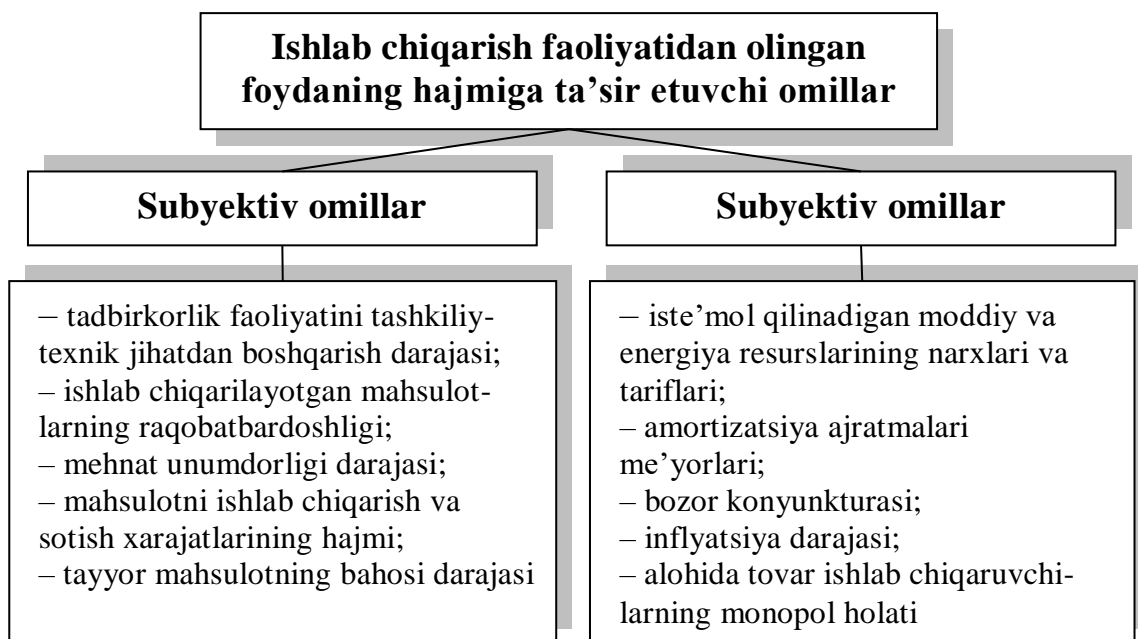 Ishlab chiqarish faoliyatidan olingan
foydaning hajmiga ta’sir etuvchi omillar
Subyektiv omillar
– tadbirkorlik faoliyatini tashkiliy-
texnik jihatdan boshqarish darajasi;
– ishlab chiqarilayotgan mahsulot-
larning raqobatbardoshligi;
– mehnat unumdorligi darajasi;
– mahsulotni ishlab chiqarish va
sotish xarajatlarining hajmi;
– tayyor mahsulotning bahosi darajasi
Subyektiv omillar
– iste’mol qilinadigan moddiy va
energiya resurslarining narxlari va
tariflari;
– amortizatsiya ajratmalari
me’yorlari;
– bozor konyunkturasi;
– inflyatsiya darajasi;
– alohida tovar ishlab chiqaruvchi-
larning monopol holati